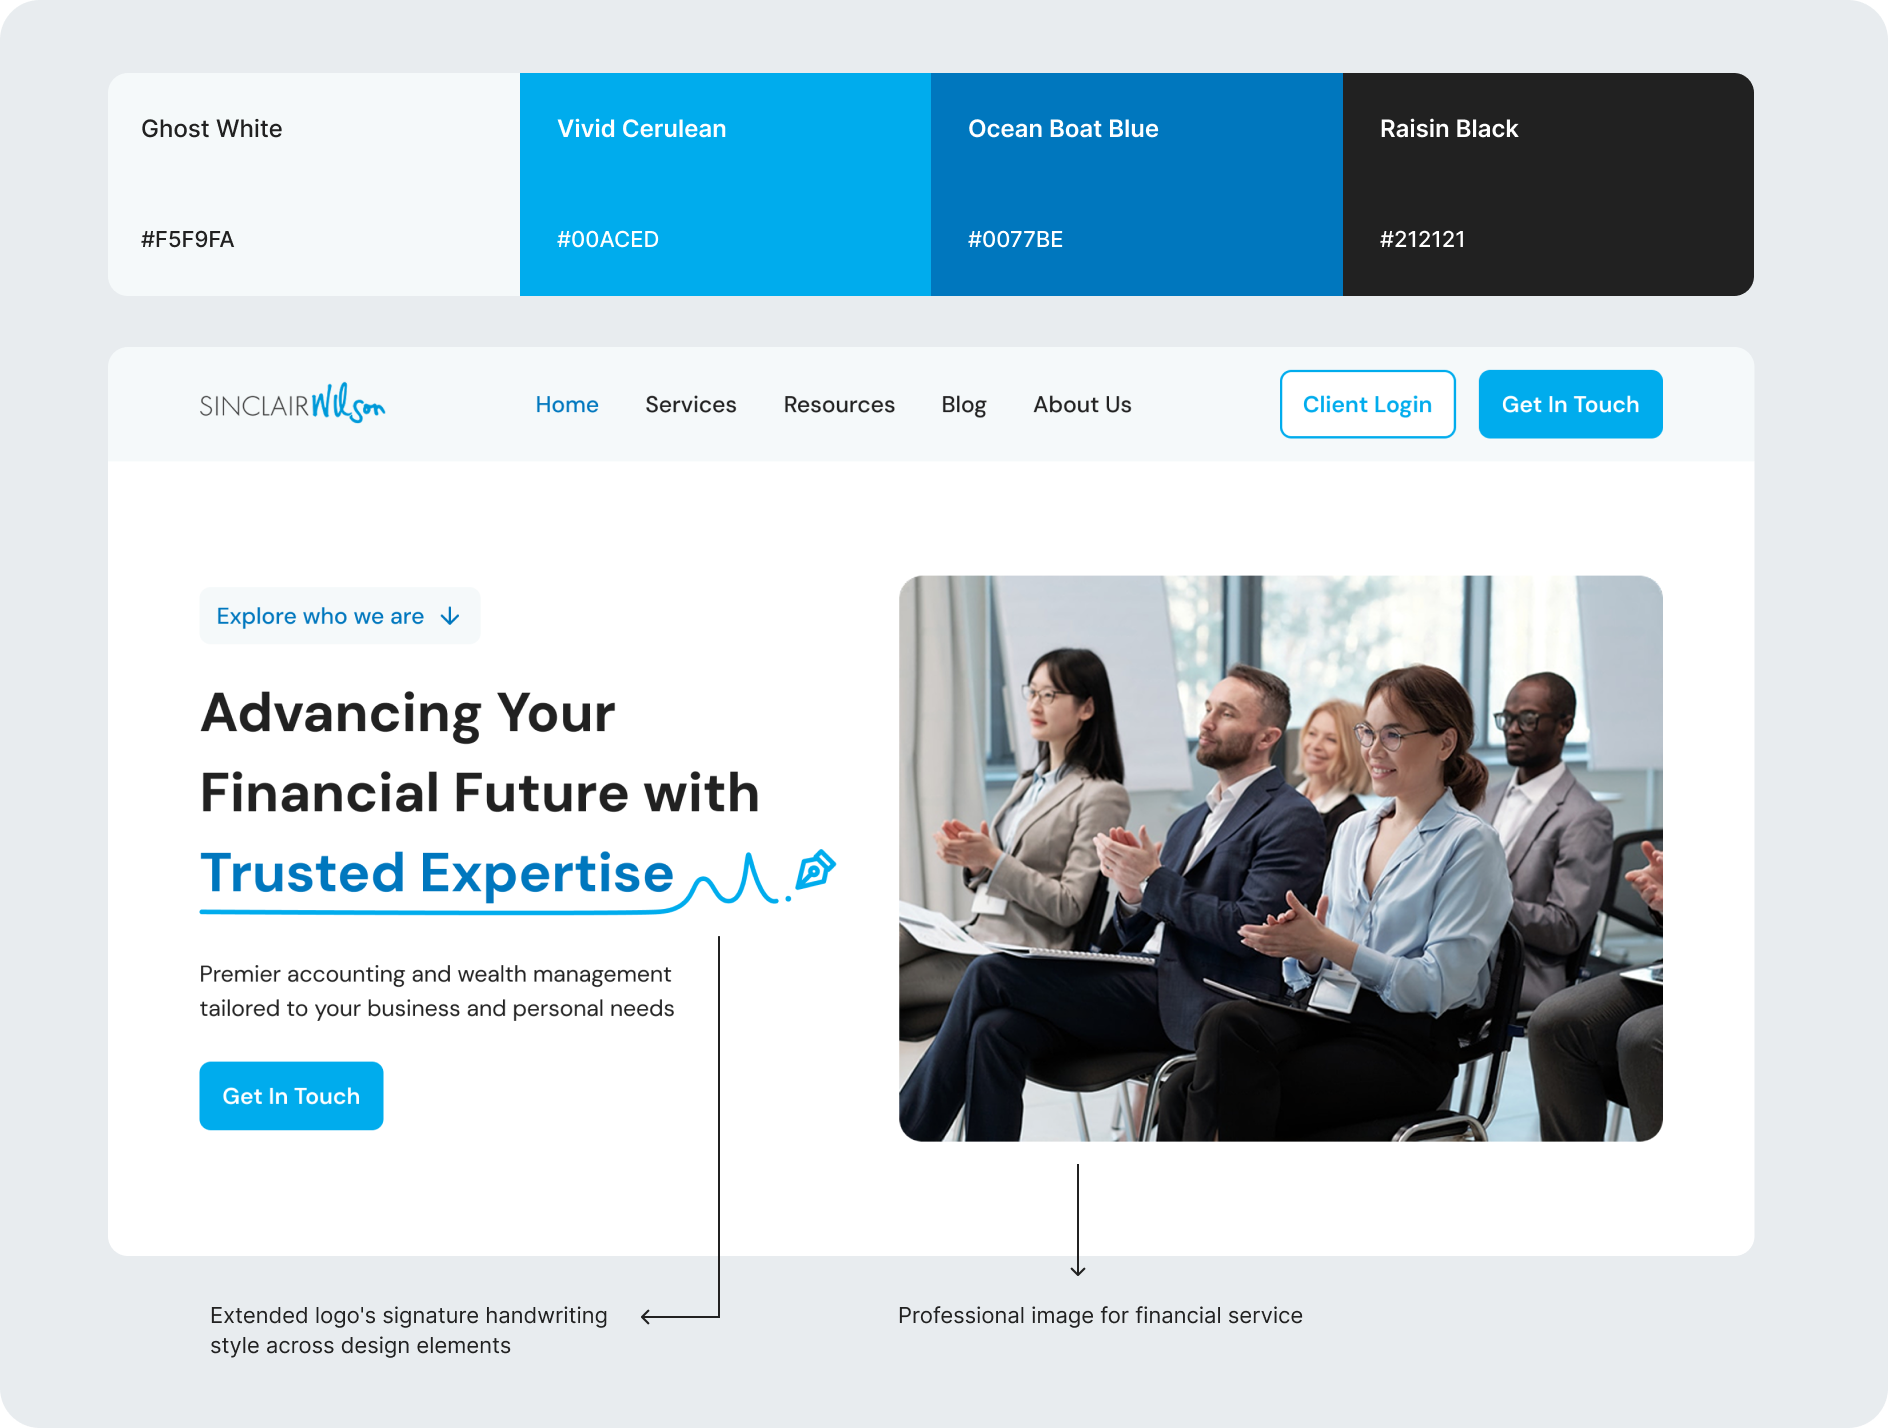 Ghost White
#F5F9FA
Vivid Cerulean
#00ACED
Ocean Boat Blue
#0077BE
Raisin Black
#212121
SINCLAIR Wilson
Home
Services
Resources
Blog
About Us
Client Login
Get In Touch
Explore who we are
Advancing Your
Financial Future with
Trusted Expertise
Premier accounting and wealth management
tailored to your business and personal needs
Get In Touch
Extended logo's signature handwriting
style across design elements
Professional image for financial service